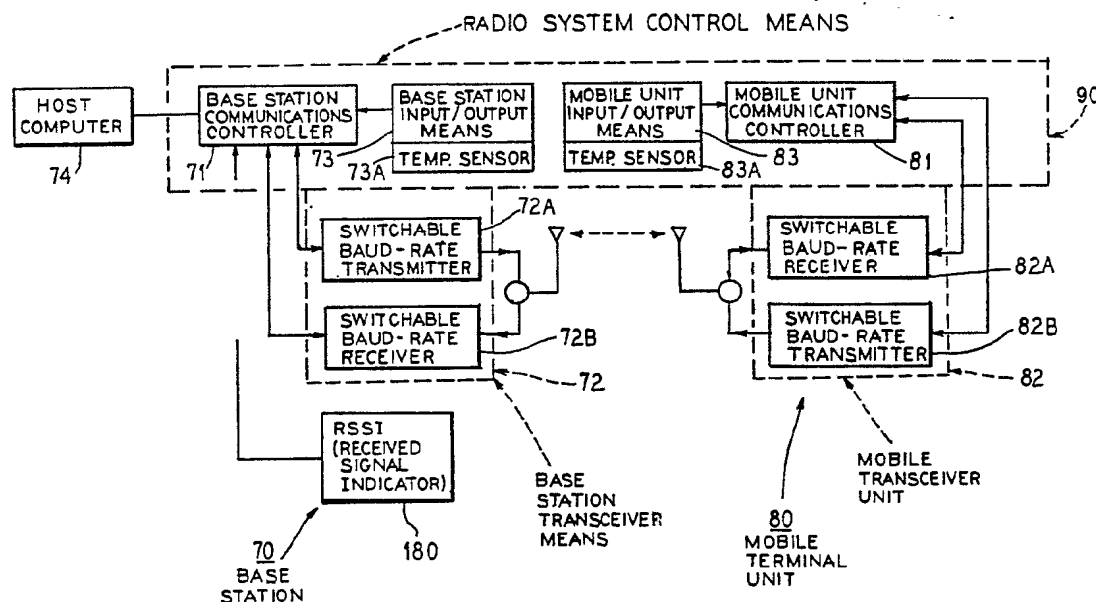 RADIO SYSTEM CONTROL MEANS
HOST
COMPUTER
74
BASE STATION
COMMUNICATIONS
CONTROLLER
71
BASE STATION
INPUT/OUTPUT
MEANS
73
TEMP. SENSOR
73A
MOBILE UNIT
INPUT/OUTPUT
MEANS
83
TEMP. SENSOR
83A
MOBILE UNIT
COMMUNICATIONS
CONTROLLER
81
90
72A
SWITCHABLE
BAUD-RATE
TRANSMITTER
SWITCHABLE
BAUD-RATE
RECEIVER
72B
72
SWITCHABLE
BAUD-RATE
RECEIVER
82A
SWITCHABLE
BAUD-RATE
TRANSMITTER
82B
82
RSSI
(RECEIVED
SIGNAL
INDICATOR)
180
70
BASE
STATION
BASE
STATION
TRANSCEIVER
MEANS
80
MOBILE
TERMINAL
UNIT
MOBILE
TRANSCEIVER
UNIT